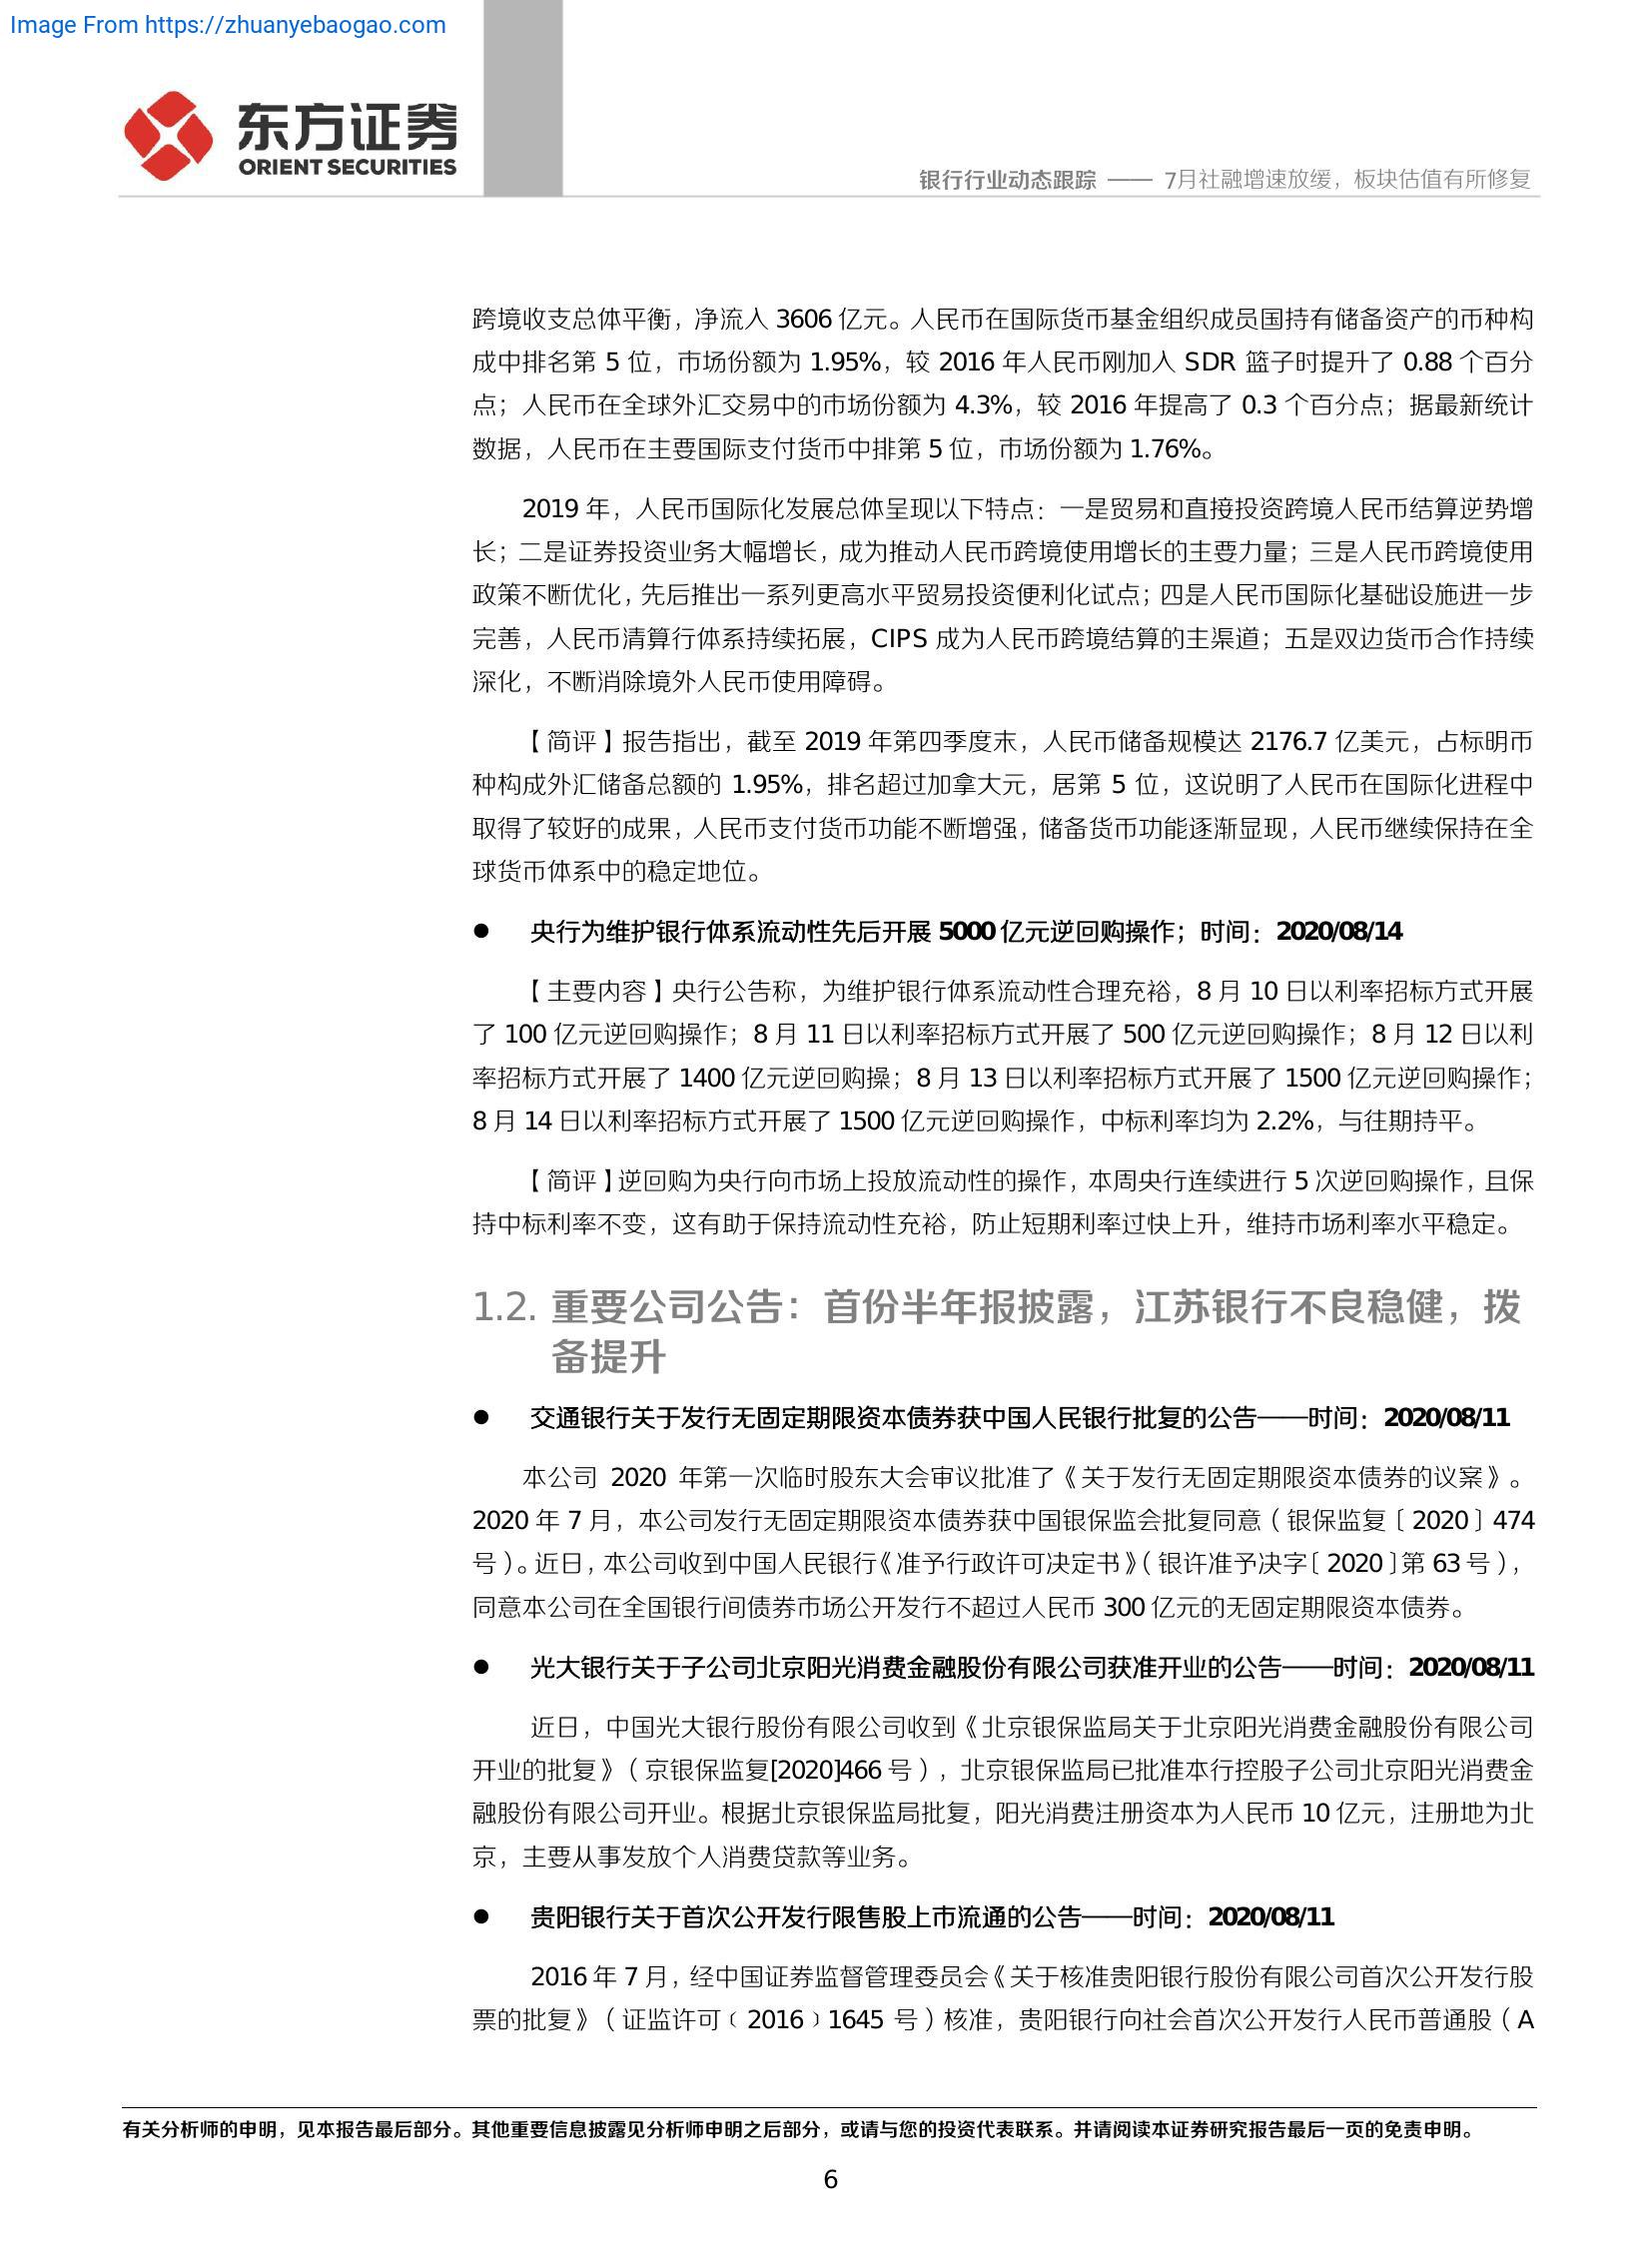 Image From https://zhuanyebaogao.com
东方证券
ORIENT SECURITIES
银行行业动态跟踪 —— 7月社融增速放缓，板块估值有所修复
跨境收支总体平衡，净流入 3606 亿元。人民币在国际货币基金组织成员国持有储备资产的币种构
成中排名第 5 位，市场份额为 1.95%，较 2016 年人民币刚加入 SDR 篮子时提升了 0.88 个百分
点；人民币在全球外汇交易中的市场份额为 4.3%，较 2016 年提高了 0.3 个百分点；据最新统计
数据，人民币在主要国际支付货币中排第 5 位，市场份额为 1.76%。
2019 年，人民币国际化发展总体呈现以下特点：一是贸易和直接投资跨境人民币结算逆势增
长；二是证券投资业务大幅增长，成为推动人民币跨境使用增长的主要力量；三是人民币跨境使用
政策不断优化，先后推出一系列更高水平贸易投资便利化试点；四是人民币国际化基础设施进一步
完善，人民币清算行体系持续拓展，CIPS 成为人民币跨境结算的主渠道；五是双边货币合作持续
深化，不断消除境外人民币使用障碍。
【简评】报告指出，截至 2019 年第四季度末，人民币储备规模达 2176.7 亿美元，占标明币
种构成外汇储备总额的 1.95%，排名超过加拿大元，居第 5 位，这说明了人民币在国际化进程中
取得了较好的成果，人民币支付货币功能不断增强，储备货币功能逐渐显现，人民币继续保持在全
球货币体系中的稳定地位。
● 央行为维护银行体系流动性先后开展 5000 亿元逆回购操作；时间：2020/08/14
【主要内容】央行公告称，为维护银行体系流动性合理充裕，8 月 10 日以利率招标方式开展
了 100 亿元逆回购操作；8 月 11 日以利率招标方式开展了 500 亿元逆回购操作；8 月 12 日以利
率招标方式开展了 1400 亿元逆回购操；8 月 13 日以利率招标方式开展了 1500 亿元逆回购操作；
8 月 14 日以利率招标方式开展了 1500 亿元逆回购操作，中标利率均为 2.2%，与往期持平。
【简评】逆回购为央行向市场上投放流动性的操作，本周央行连续进行 5 次逆回购操作，且保
持中标利率不变，这有助于保持流动性充裕，防止短期利率过快上升，维持市场利率水平稳定。
1.2. 重要公司公告：首份半年报披露，江苏银行不良稳健，拨
备提升
● 交通银行关于发行无固定期限资本债券获中国人民银行批复的公告——时间：2020/08/11
本公司 2020 年第一次临时股东大会审议批准了《关于发行无固定期限资本债券的议案》。
2020 年 7 月，本公司发行无固定期限资本债券获中国银保监会批复同意（银保监复〔2020〕474
号）。近日，本公司收到中国人民银行《准予行政许可决定书》（银许准予决字〔2020〕第 63 号），
同意本公司在全国银行间债券市场公开发行不超过人民币 300 亿元的无固定期限资本债券。
● 光大银行关于子公司北京阳光消费金融股份有限公司获准开业的公告——时间：2020/08/11
近日，中国光大银行股份有限公司收到《北京银保监局关于北京阳光消费金融股份有限公司
开业的批复》（京银保监复[2020]466 号），北京银保监局已批准本行控股子公司北京阳光消费金
融股份有限公司开业。根据北京银保监局批复，阳光消费注册资本为人民币 10 亿元，注册地为北
京，主要从事发放个人消费贷款等业务。
● 贵阳银行关于首次公开发行限售股上市流通的公告——时间：2020/08/11
2016 年 7 月，经中国证券监督管理委员会《关于核准贵阳银行股份有限公司首次公开发行股
票的批复》（证监许可﹝2016﹞1645 号）核准，贵阳银行向社会首次公开发行人民币普通股（A
有关分析师的申明，见本报告最后部分。其他重要信息披露见分析师申明之后部分，或请与您的投资代表联系。并请阅读本证券研究报告最后一页的免责申明。
6